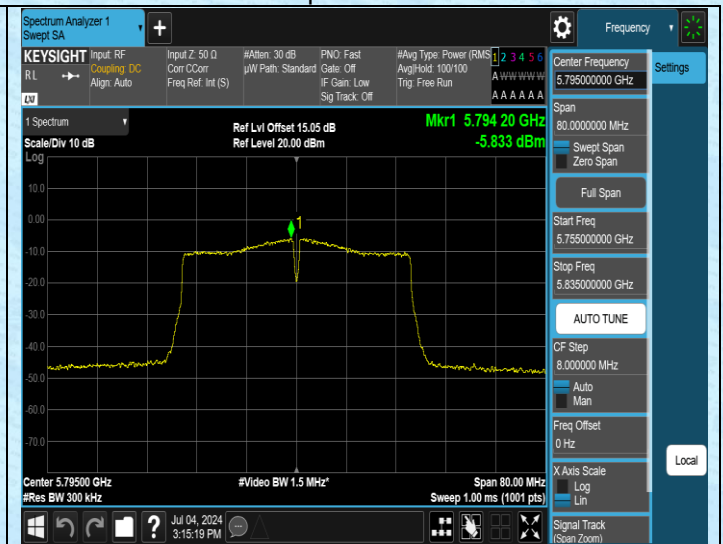 Spectrum Analyzer 1
Swept SA
+
Frequency
KEYSIGHT
RL
LXI
Input: RF
Coupling: DC
Align: Auto
Input Z: 50 Ω
Corr CCorr
Freq Ref: Int (S)
#Atten: 30 dB
µW Path: Standard
PNO: Fast
Gate: Off
IF Gain: Low
Sig Track: Off
#Avg Type: Power (RMS
Avg|Hold: 100/100
Trig: Free Run
1 2 3 4 5 6
A W W W W W
A A A A A A
1 Spectrum
Scale/Div 10 dB
Log
Ref Lvl Offset 15.05 dB
Ref Level 20.00 dBm
Mkr1 5.794 20 GHz
-5.833 dBm
10.0
0.00
-10.0
-20.0
-30.0
-40.0
-50.0
-60.0
-70.0
1
Center 5.79500 GHz
#Res BW 300 kHz
#Video BW 1.5 MHz*
Span 80.00 MHz
Sweep 1.00 ms (1001 pts)
?
Jul 04, 2024
3:15:19 PM
Center Frequency
5.795000000 GHz
Span
80.0000000 MHz
Swept Span
Zero Span
Full Span
Start Freq
5.755000000 GHz
Stop Freq
5.835000000 GHz
AUTO TUNE
CF Step
8.000000 MHz
Auto
Man
Freq Offset
0 Hz
X Axis Scale
Log
Lin
Signal Track
(Span Zoom)
Settings
Local